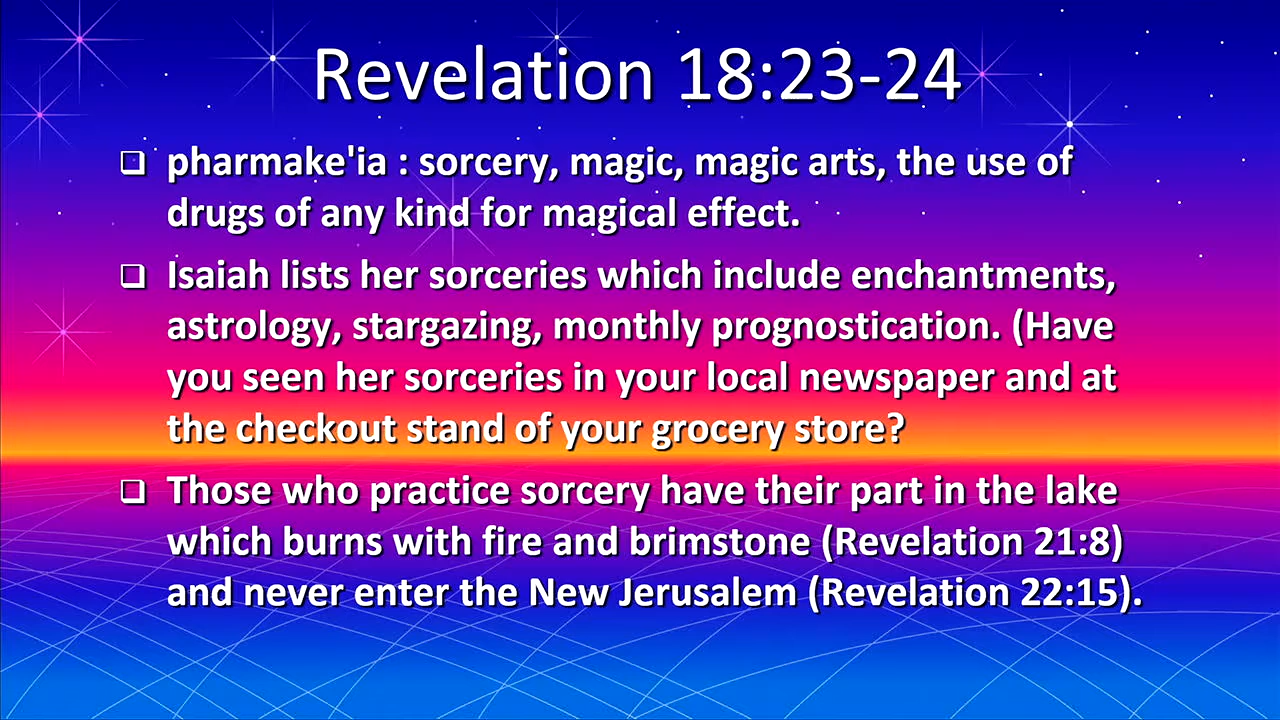 Revelation 18:23-24
❑ pharmake'ia : sorcery, magic, magic arts, the use of
drugs of any kind for magical effect.
❑ Isaiah lists her sorceries which include enchantments,
astrology, stargazing, monthly prognostication. (Have
you seen her sorceries in your local newspaper and at
the checkout stand of your grocery store?
❑ Those who practice sorcery have their part in the lake
which burns with fire and brimstone (Revelation 21:8)
and never enter the New Jerusalem (Revelation 22:15).